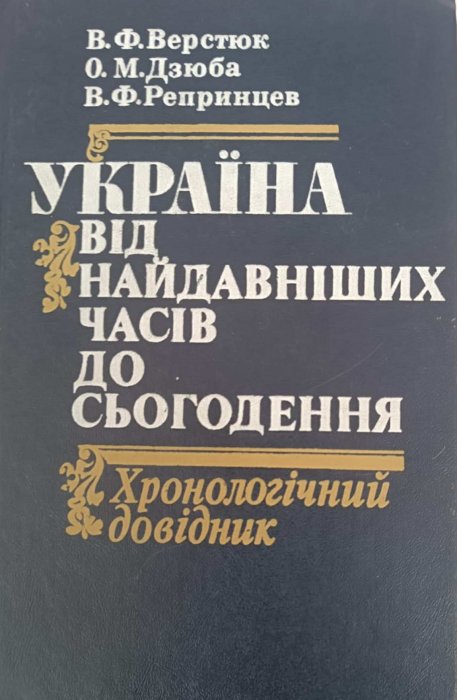 В.Ф.Верстюк
О.М.Дзюба
В.Ф.Репринцев
УКРАЇНА
ВІД
НАЙДАВНІШИХ
ЧАСІВ
ДО
СЬОГОДЕННЯ
Хронологічний
довідник